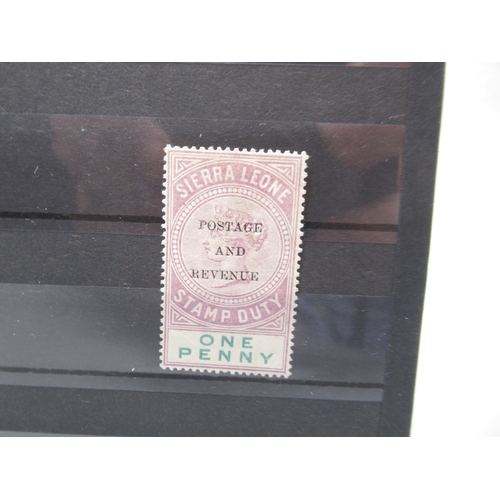 SIERRA LEONE
POSTAGE
AND
REVENUE
STAMP DUTY
ONE
PENNY